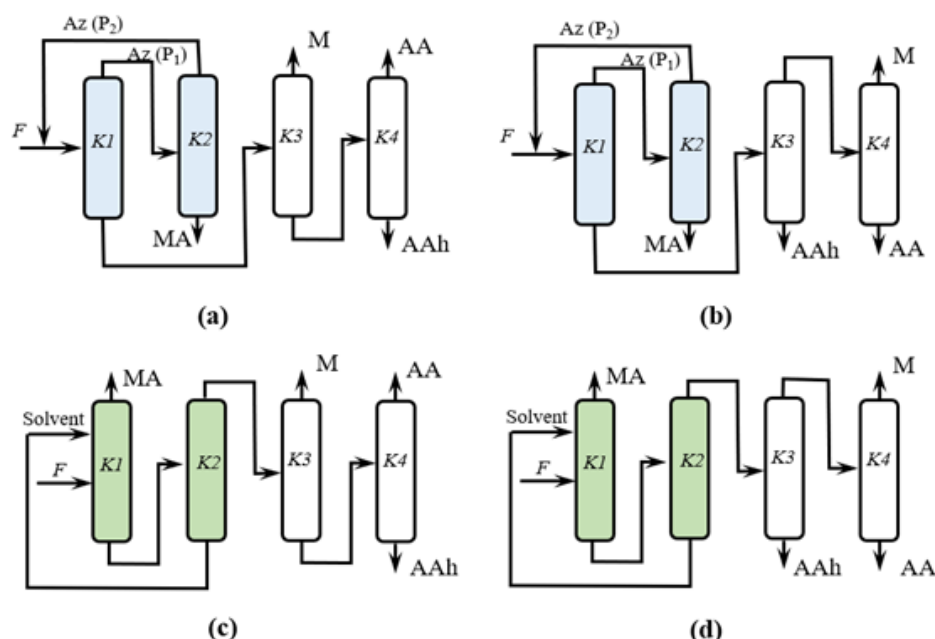 Az (P₂)
Az (P₁)
F
K1
K2
MA
M
K3
AA
K4
AAh
(a)
Az (P₂)
Az (P₁)
F
K1
K2
MA
K3
AAh
M
K4
AA
(b)
MA
Solvent
F
K1
K2
M
K3
AA
K4
AAh
(c)
MA
Solvent
F
K1
K2
K3
AAh
M
K4
AA
(d)